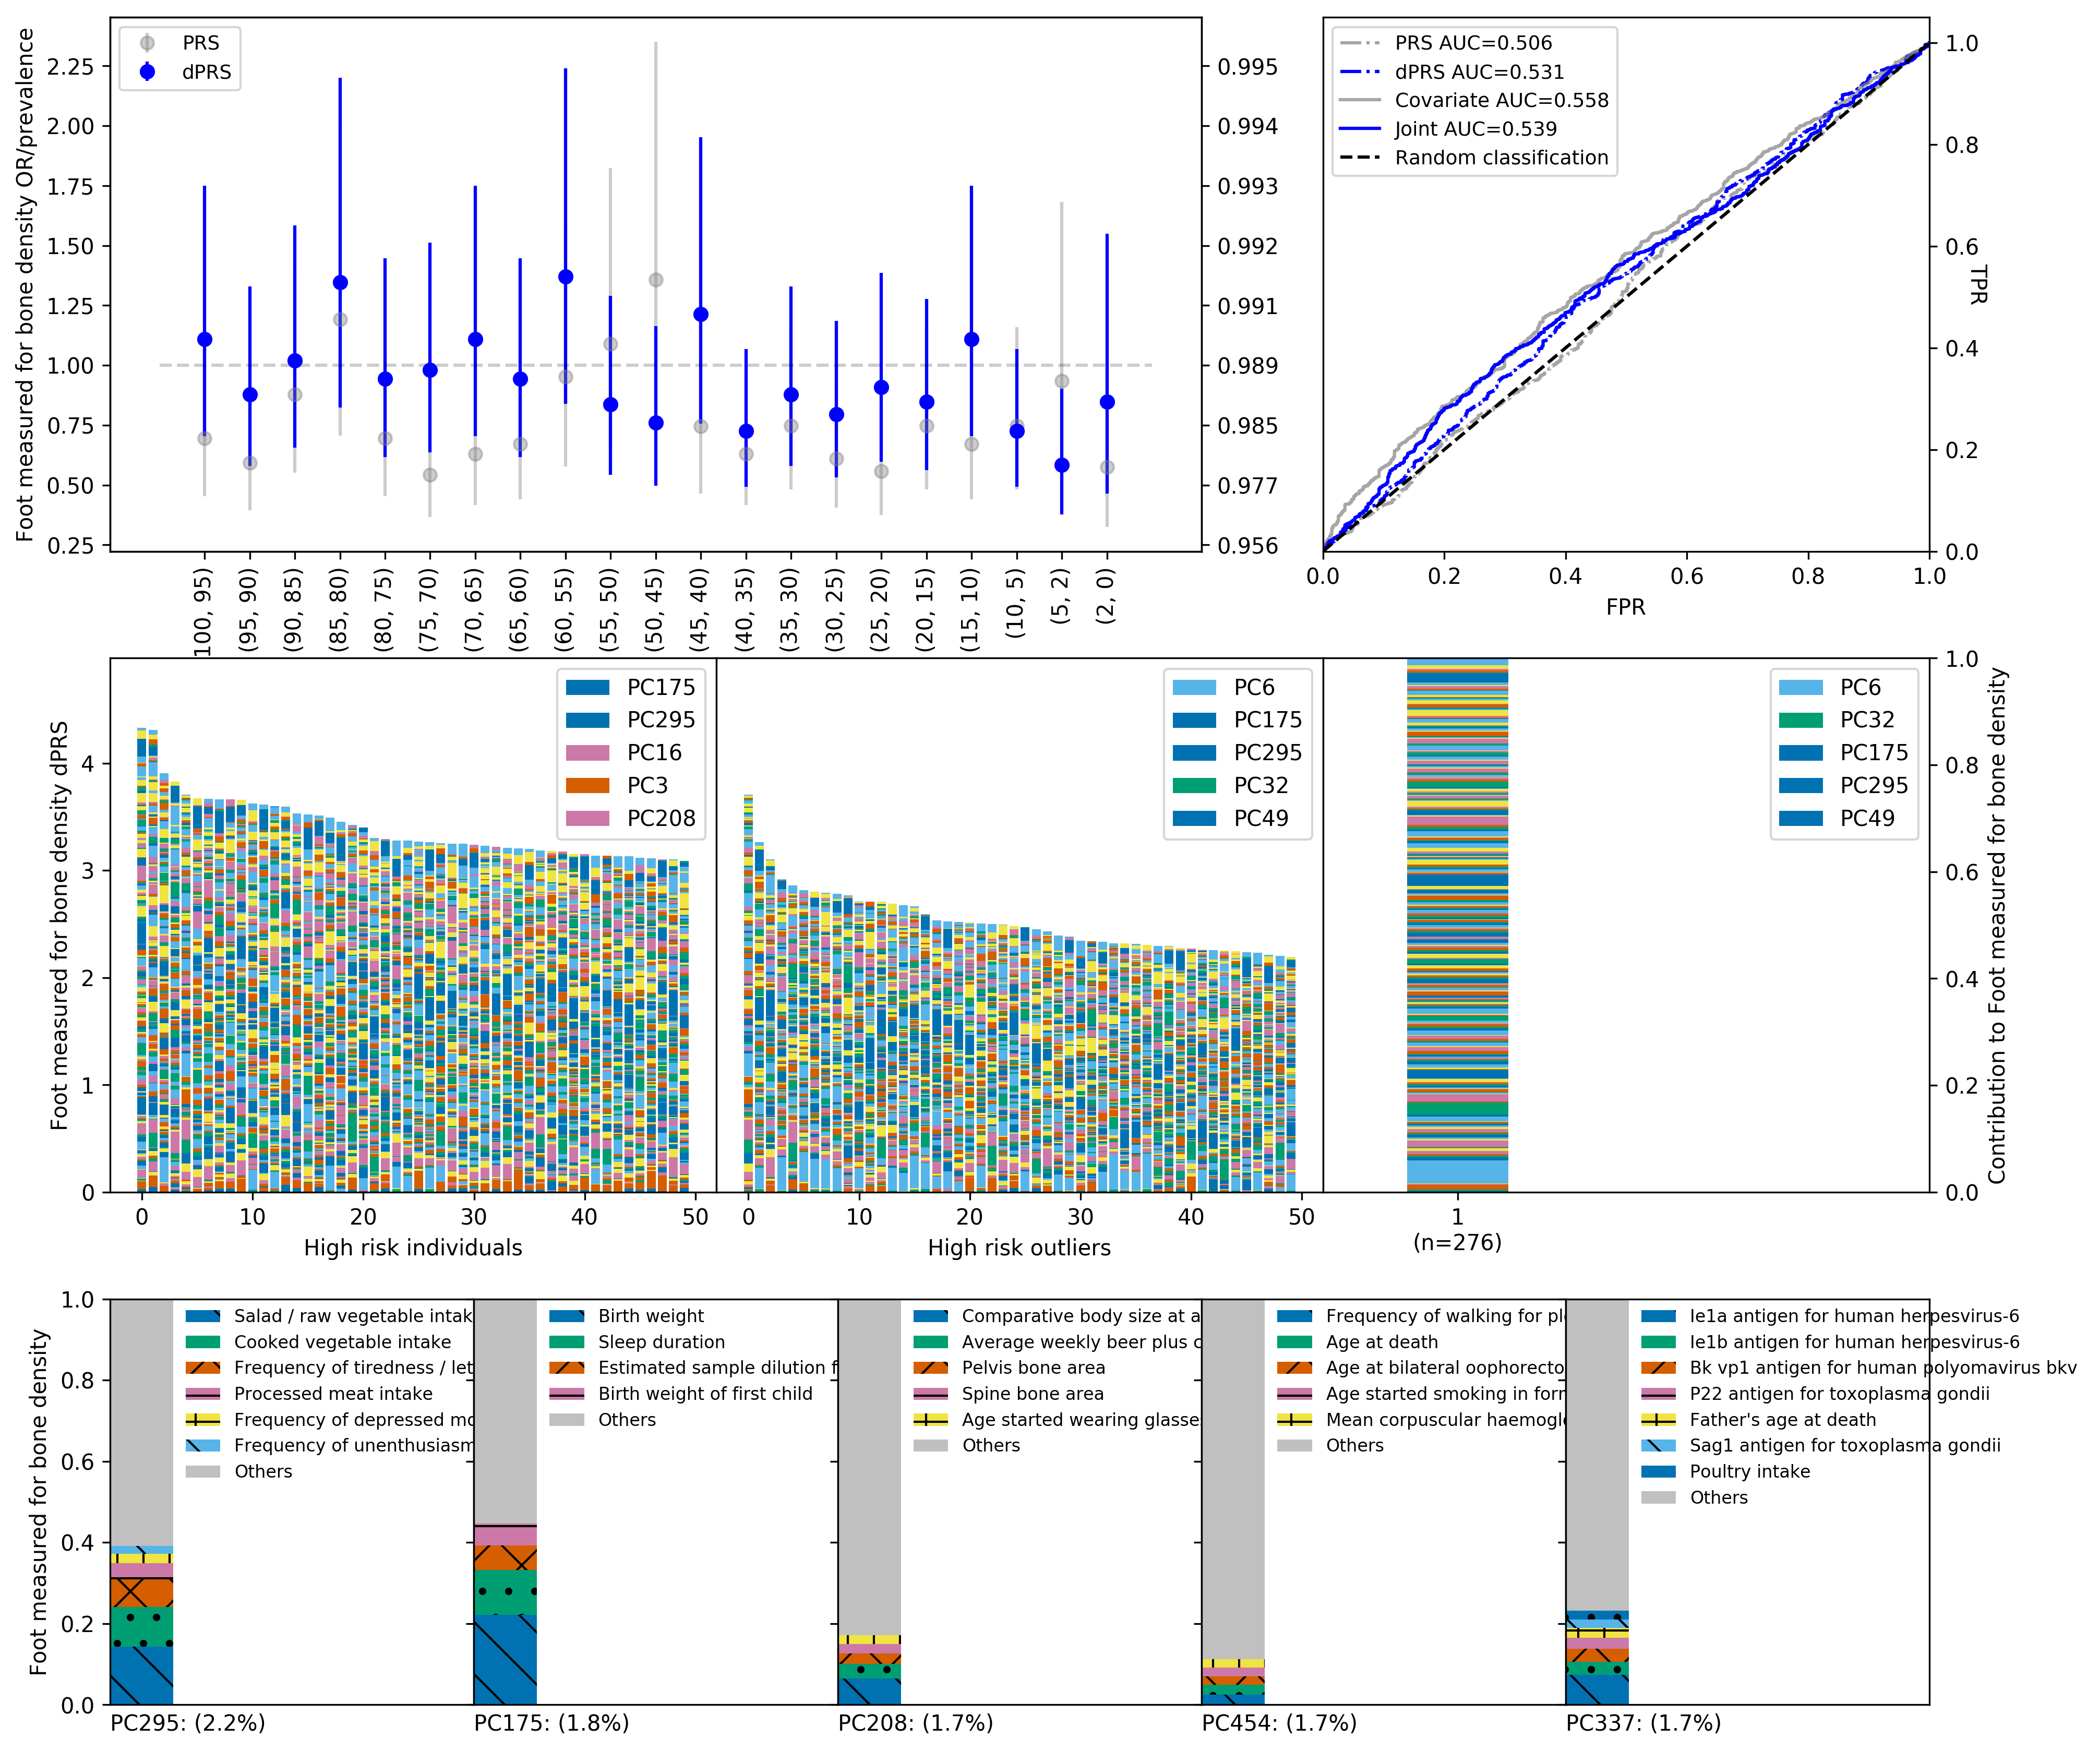 Foot measured for bone density OR/prevalence
2.25
2.00
1.75
1.50
1.25
1.00
0.75
0.50
0.25
PRS
dPRS
0.995
0.994
0.993
0.992
0.991
0.989
0.985
0.977
0.956
100, 95)
(95, 90)
(90, 85)
(85, 80)
(80, 75)
(75, 70)
(70, 65)
(65, 60)
(60, 55)
(55, 50)
(50, 45)
(45, 40)
(40, 35)
(35, 30)
(30, 25)
(25, 20)
(20, 15)
(15, 10)
(10, 5)
(5, 2)
(2, 0)
PRS AUC=0.506
dPRS AUC=0.531
Covariate AUC=0.558
Joint AUC=0.539
Random classification
1.0
0.8
0.6
0.4
0.2
0.0
TPR
0.0
0.2
0.4
0.6
0.8
1.0
FPR
Foot measured for bone density dPRS
4
3
2
1
0
PC175
PC295
PC16
PC3
PC208
0
10
20
30
40
50
High risk individuals
PC6
PC175
PC295
PC32
PC49
0
10
20
30
40
50
High risk outliers
PC6
PC32
PC175
PC295
PC49
1
(n=276)
1.0
0.8
0.6
0.4
0.2
0.0
Contribution to Foot measured for bone density
Foot measured for bone density
1.0
0.8
0.6
0.4
0.2
0.0
Salad / raw vegetable intak
Cooked vegetable intake
Frequency of tiredness / let
Processed meat intake
Frequency of depressed mo
Frequency of unenthusiasm
Others
PC295: (2.2%)
Birth weight
Sleep duration
Estimated sample dilution f
Birth weight of first child
Others
PC175: (1.8%)
Comparative body size at a
Average weekly beer plus c
Pelvis bone area
Spine bone area
Age started wearing glasse
Others
PC208: (1.7%)
Frequency of walking for ple
Age at death
Age at bilateral oophorecto
Age started smoking in form
Mean corpuscular haemoglo
Others
PC454: (1.7%)
Ie1a antigen for human herpesvirus-6
Ie1b antigen for human herpesvirus-6
Bk vp1 antigen for human polyomavirus bkv
P22 antigen for toxoplasma gondii
Father's age at death
Sag1 antigen for toxoplasma gondii
Poultry intake
Others
PC337: (1.7%)